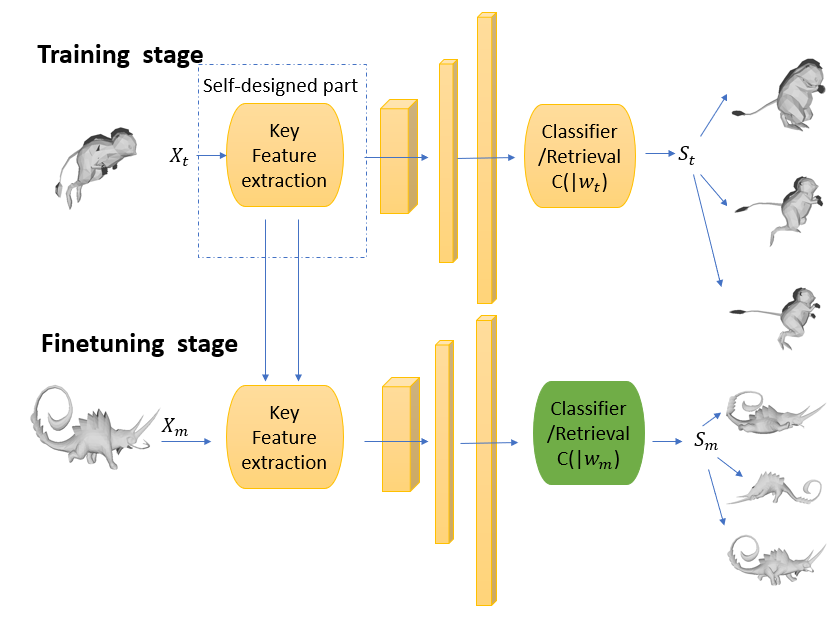 Training stage
Self-designed part
Key
Feature
extraction
X_t
Classifier
/Retrieval
C(|w_t)
S_t
Finetuning stage
X_m
Key
Feature
extraction
Classifier
/Retrieval
C(|w_m)
S_m